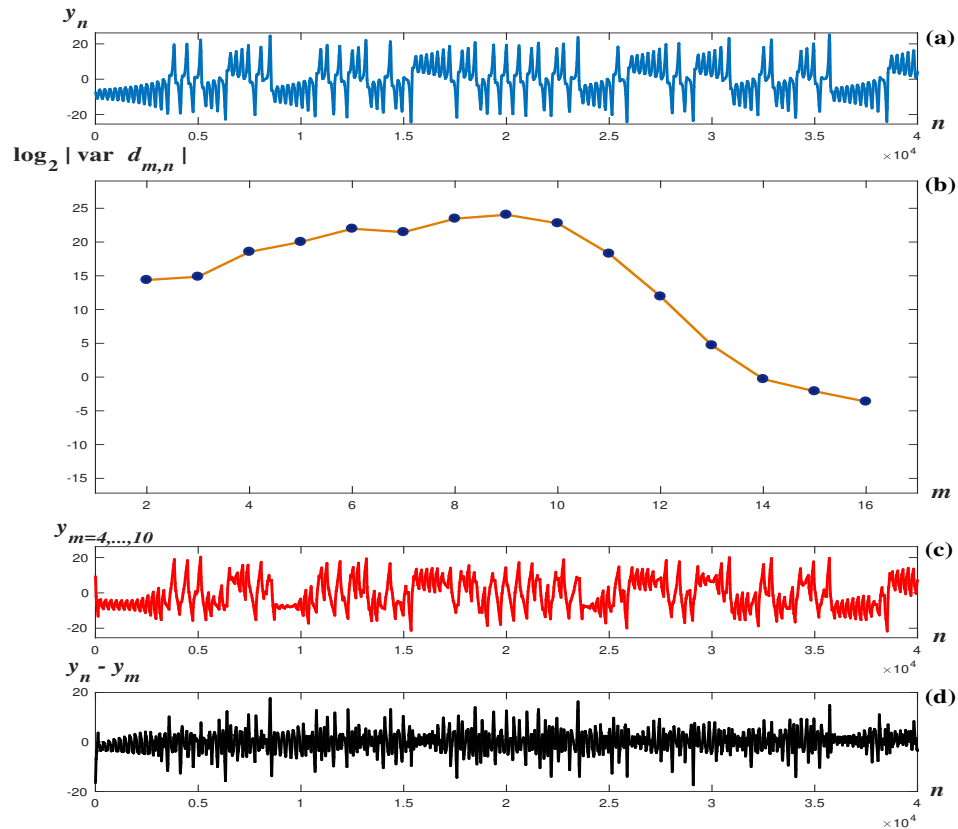 y_n
(a)
20
0
-20
0 0.5 1 1.5 2 2.5 3 3.5 4
n
×10^4
log_2 | var d_{m,n} |
(b)
25
20
15
10
5
0
-5
-10
-15
2 4 6 8 10 12 14 16
m
y_{m=4,...,10}
(c)
20
0
-20
0 0.5 1 1.5 2 2.5 3 3.5 4
n
×10^4
y_n - y_m
(d)
20
0
-20
0 0.5 1 1.5 2 2.5 3 3.5 4
n
×10^4